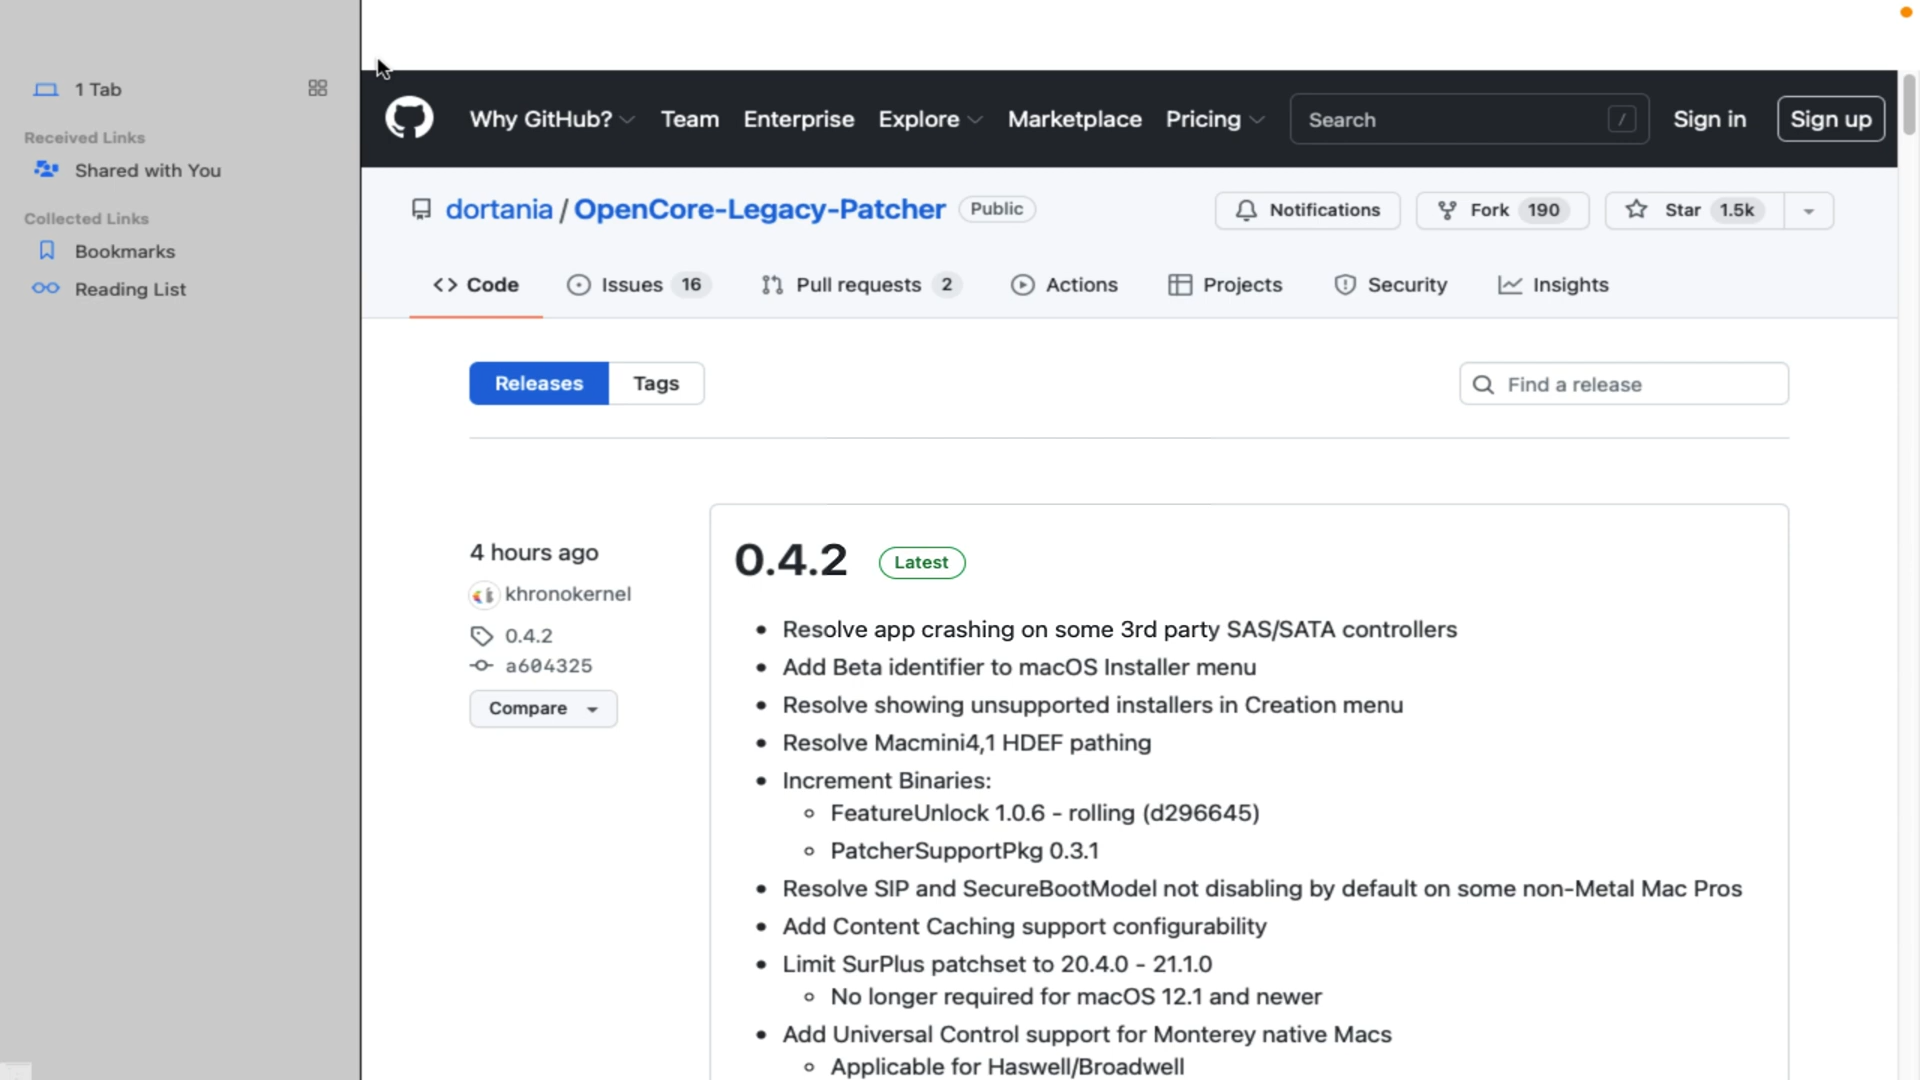 1 Tab
Received Links
Shared with You
Collected Links
Bookmarks
Reading List
Why GitHub? Team Enterprise Explore Marketplace Pricing Search / Sign in Sign up
dortania / OpenCore-Legacy-Patcher Public Notifications Fork 190 Star 1.5k
<> Code Issues 16 Pull requests 2 Actions Projects Security Insights
Releases Tags Find a release
4 hours ago
khronokernel
0.4.2
a604325
Compare
0.4.2 Latest
• Resolve app crashing on some 3rd party SAS/SATA controllers
• Add Beta identifier to macOS Installer menu
• Resolve showing unsupported installers in Creation menu
• Resolve Macmini4,1 HDEF pathing
• Increment Binaries:
◦ FeatureUnlock 1.0.6 - rolling (d296645)
◦ PatcherSupportPkg 0.3.1
• Resolve SIP and SecureBootModel not disabling by default on some non-Metal Mac Pros
• Add Content Caching support configurability
• Limit SurPlus patchset to 20.4.0 - 21.1.0
◦ No longer required for macOS 12.1 and newer
• Add Universal Control support for Monterey native Macs
◦ Applicable for Haswell/Broadwell